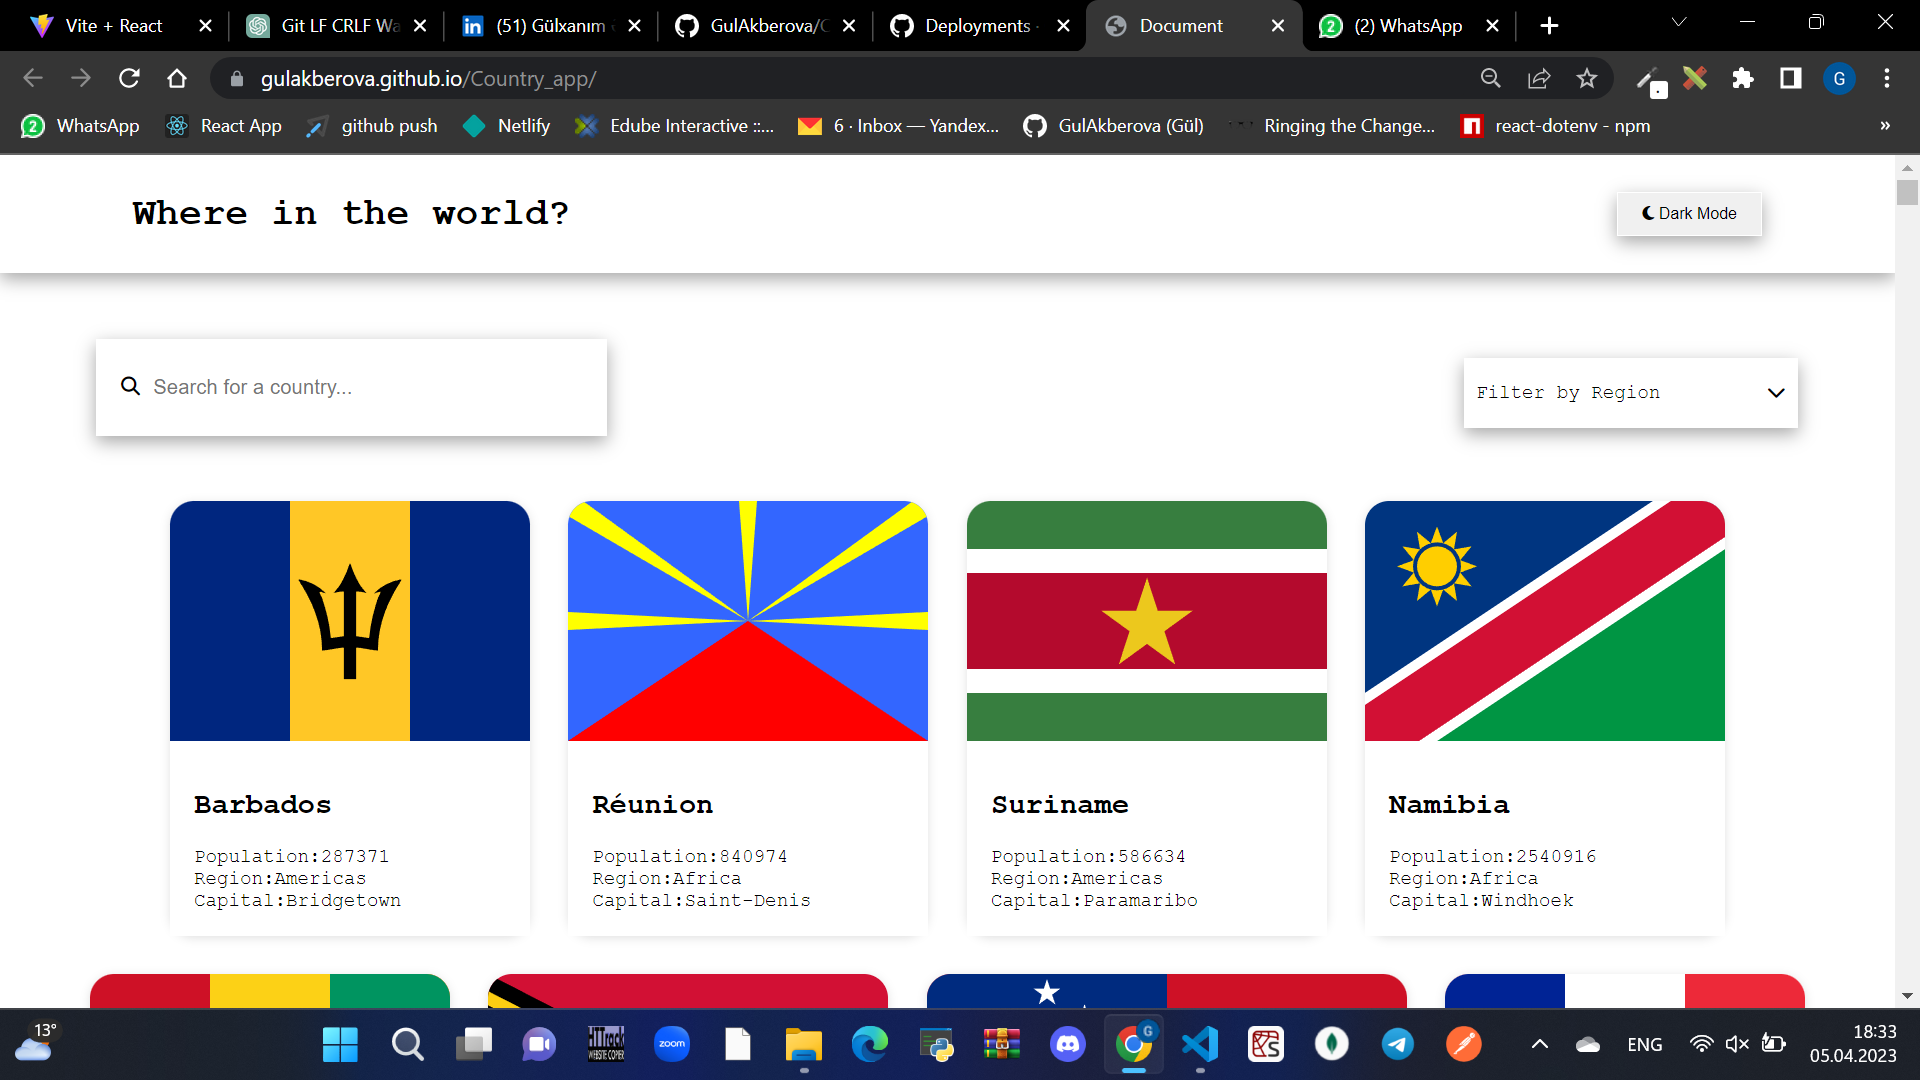 Vite + React
Git LF CRLF Wa
(51) Gülxanım
GulAkberova/C
Deployments ·
Document
(2) WhatsApp
gulakberova.github.io/Country_app/
G
WhatsApp
React App
github push
Netlify
Edube Interactive ::...
6 · Inbox — Yandex...
GulAkberova (Gül)
Ringing the Change...
react-dotenv - npm
»
Where in the world?
Dark Mode
Search for a country...
Filter by Region
Barbados
Population:287371
Region:Americas
Capital:Bridgetown
Réunion
Population:840974
Region:Africa
Capital:Saint-Denis
Suriname
Population:586634
Region:Americas
Capital:Paramaribo
Namibia
Population:2540916
Region:Africa
Capital:Windhoek
13°
HTTrack
WEBSITE COPIER
zoom
G
ENG
18:33
05.04.2023